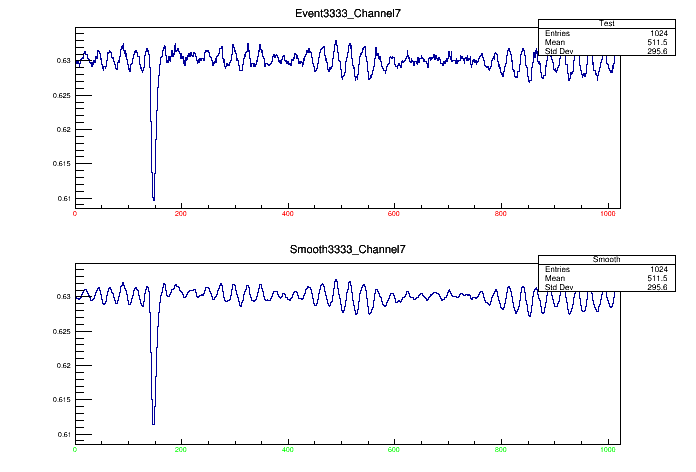 Event3333_Channel7
Test
Entries 1024
Mean 511.5
Std Dev 295.6
0.63
0.625
0.62
0.615
0.61
0 200 400 600 800 1000
Smooth3333_Channel7
Smooth
Entries 1024
Mean 511.5
Std Dev 295.6
0.63
0.625
0.62
0.615
0.61
0 200 400 600 800 1000